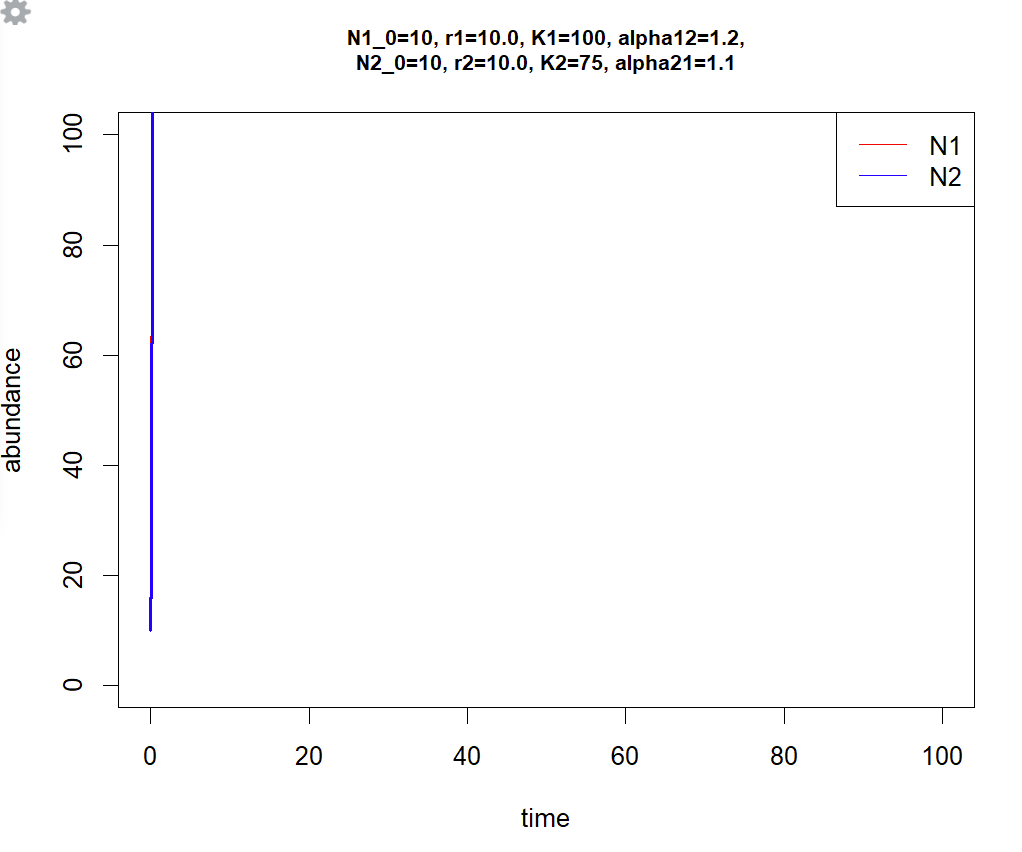 N1_0=10, r1=10.0, K1=100, alpha12=1.2,
N2_0=10, r2=10.0, K2=75, alpha21=1.1
N1
N2
100
80
60
40
20
0
abundance
0 20 40 60 80 100
time